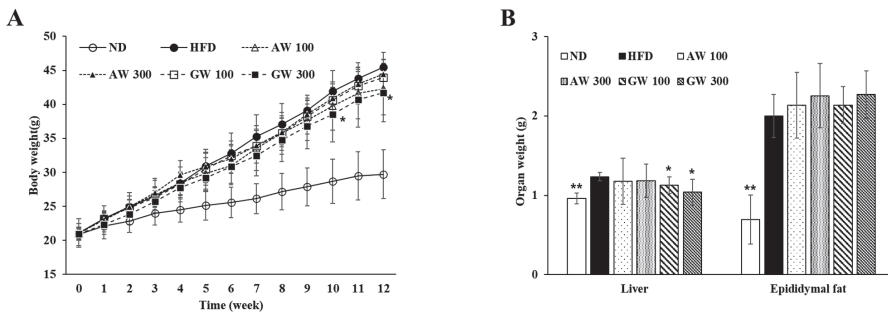 A
Body weight(g)
50
45
40
35
30
25
20
15
ND HFD AW 100
AW 300 GW 100 GW 300
*
*
0 1 2 3 4 5 6 7 8 9 10 11 12
Time (week)
B
Organ weight (g)
3
2
1
0
ND HFD AW 100
AW 300 GW 100 GW 300
**
*
*
**
Liver Epididymal fat